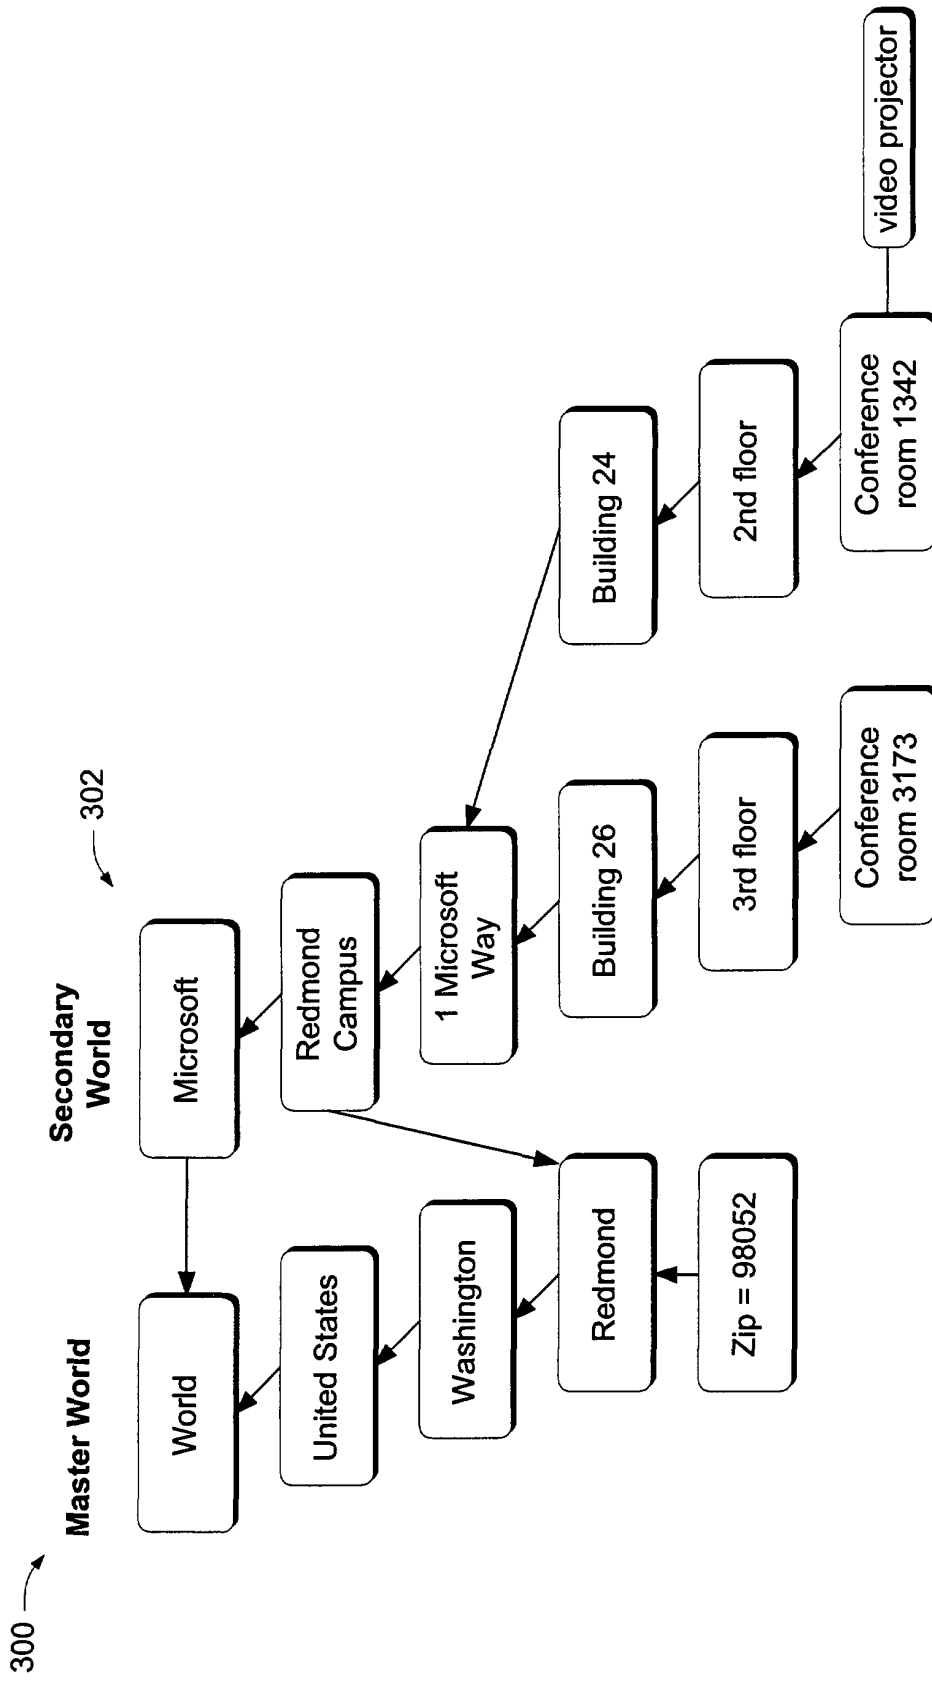 300
Master World
Secondary
World
302
World
Microsoft
United States
Redmond
Campus
Washington
1 Microsoft
Way
Redmond
Building 26
Building 24
Zip = 98052
3rd floor
2nd floor
Conference
room 3173
Conference
room 1342
video projector